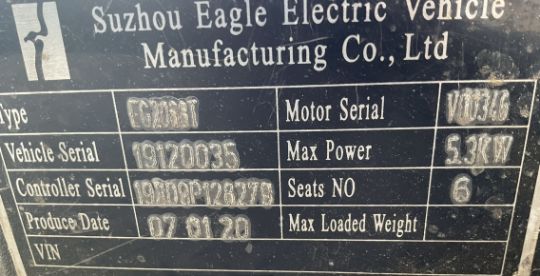 Suzhou Eagle Electric Vehicle
Manufacturing Co., Ltd
Type Motor Serial
Vehicle Serial 19120035 Max Power 5.3KW
Controller Serial Seats NO 6
Produce Date 07 01 20 Max Loaded Weight
VIN